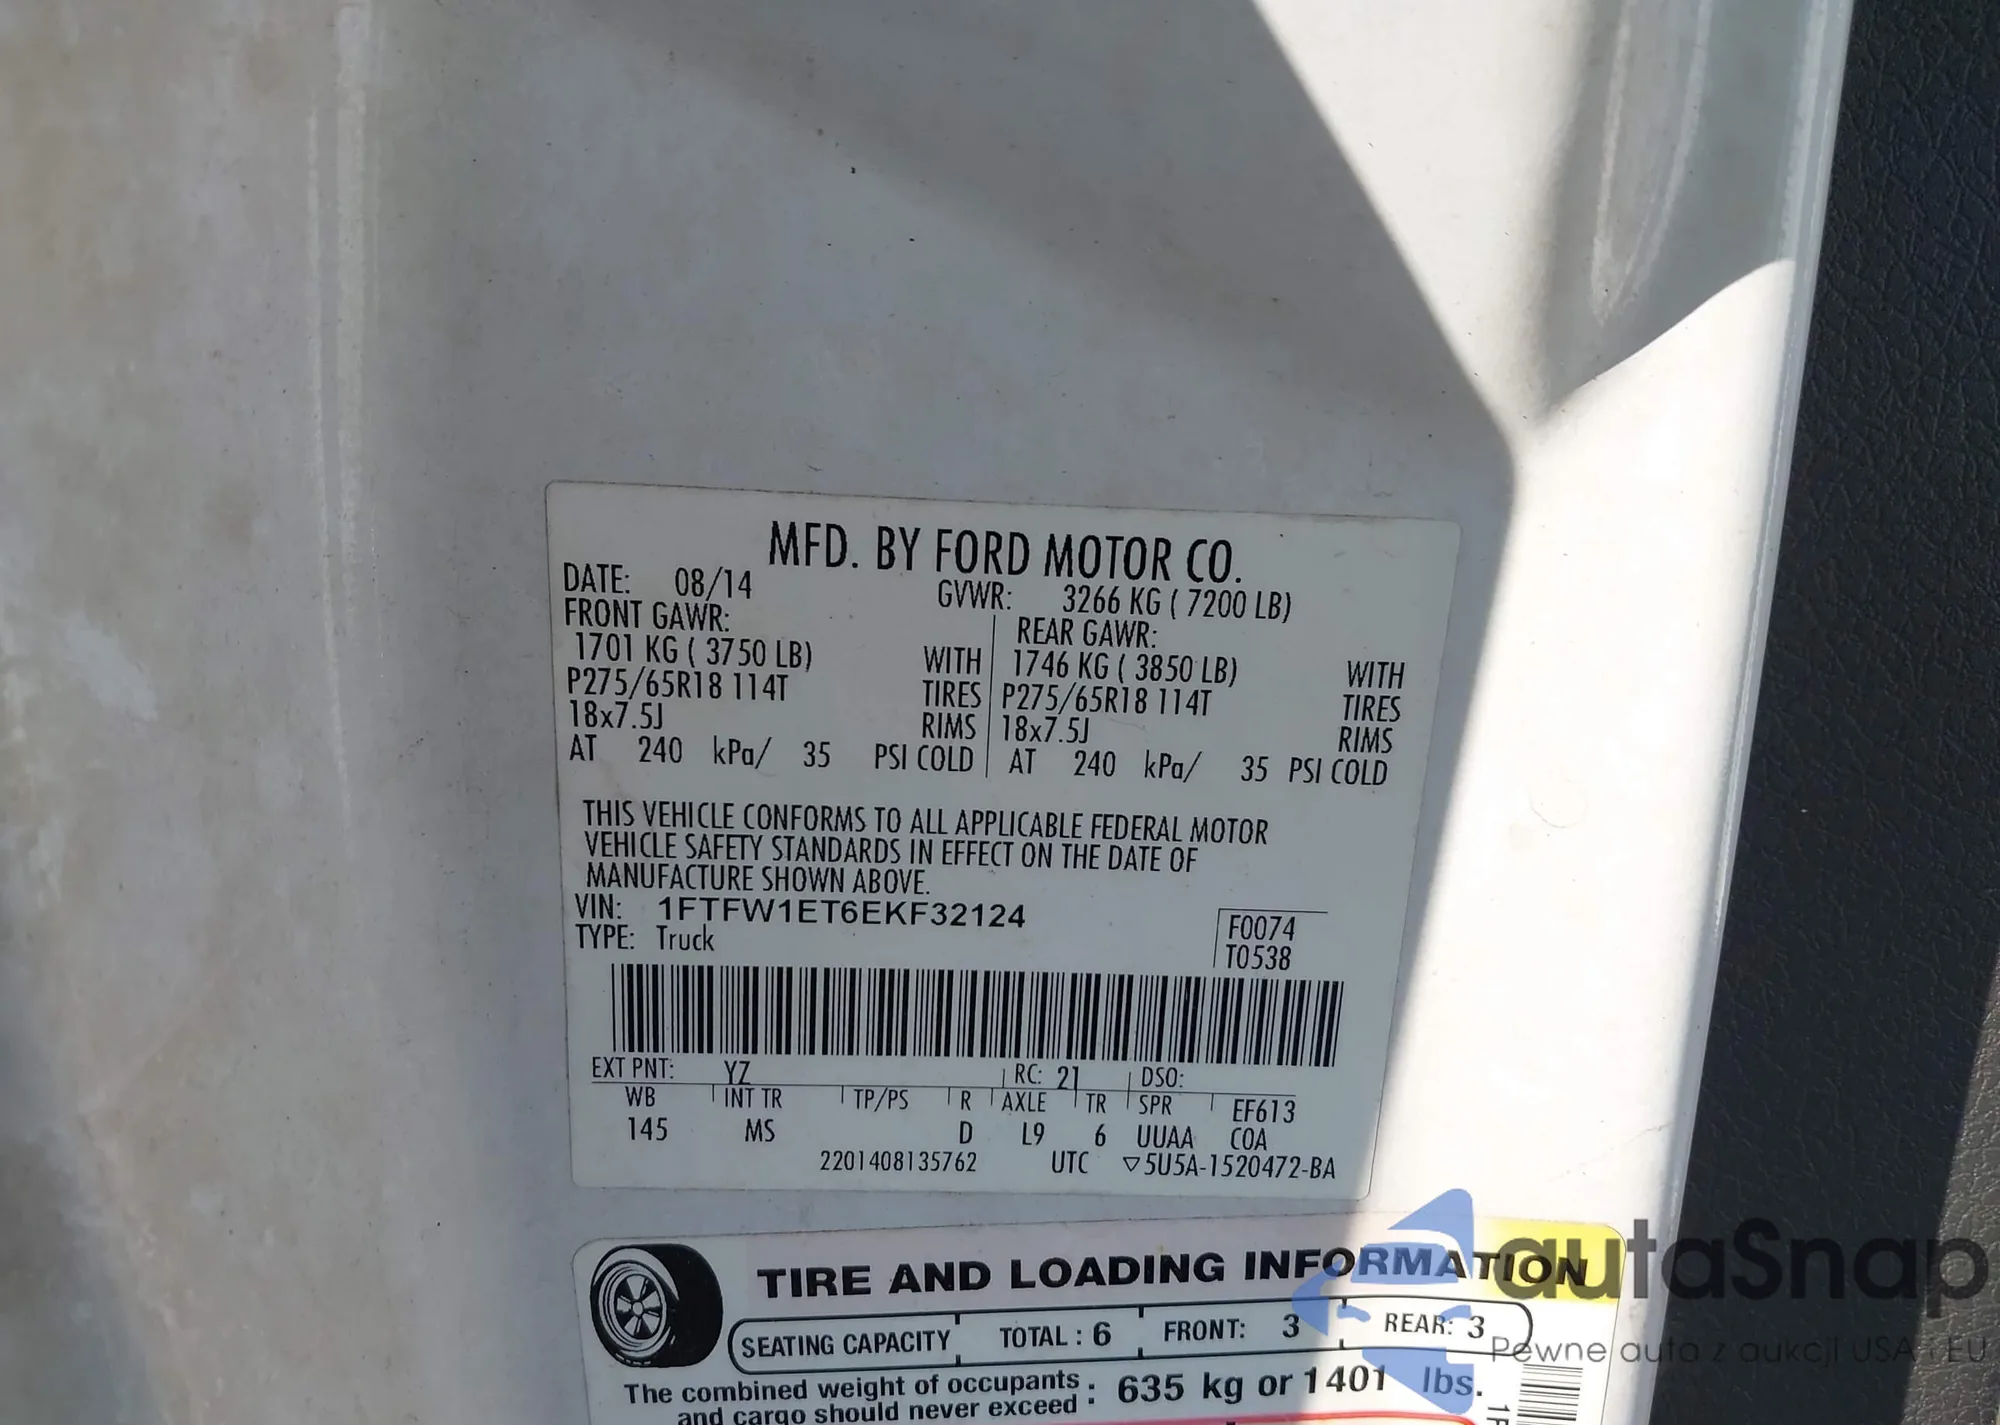 MFD. BY FORD MOTOR CO.
DATE: 08/14 GVWR: 3266 KG ( 7200 LB)
FRONT GAWR: REAR GAWR:
1701 KG ( 3750 LB) WITH 1746 KG ( 3850 LB) WITH
P275/65R18 114T TIRES P275/65R18 114T TIRES
18x7.5J RIMS 18x7.5J RIMS
AT 240 kPa/ 35 PSI COLD AT 240 kPa/ 35 PSI COLD
THIS VEHICLE CONFORMS TO ALL APPLICABLE FEDERAL MOTOR
VEHICLE SAFETY STANDARDS IN EFFECT ON THE DATE OF
MANUFACTURE SHOWN ABOVE.
VIN: 1FTFW1ET6EKF32124 F0074
TYPE: Truck T0538
EXT PNT: YZ RC: 21 DSO:
WB INT TR TP/PS R AXLE TR SPR EF613
145 MS D L9 6 UUAA COA
2201408135762 UTC ▽5U5A-1520472-BA
TIRE AND LOADING INFORMATION
SEATING CAPACITY TOTAL : 6 FRONT: 3 REAR: 3
The combined weight of occupants : 635 kg or 1401 lbs.
and cargo should never exceed
autaSnap
Pewne auta z aukcji USA i EU